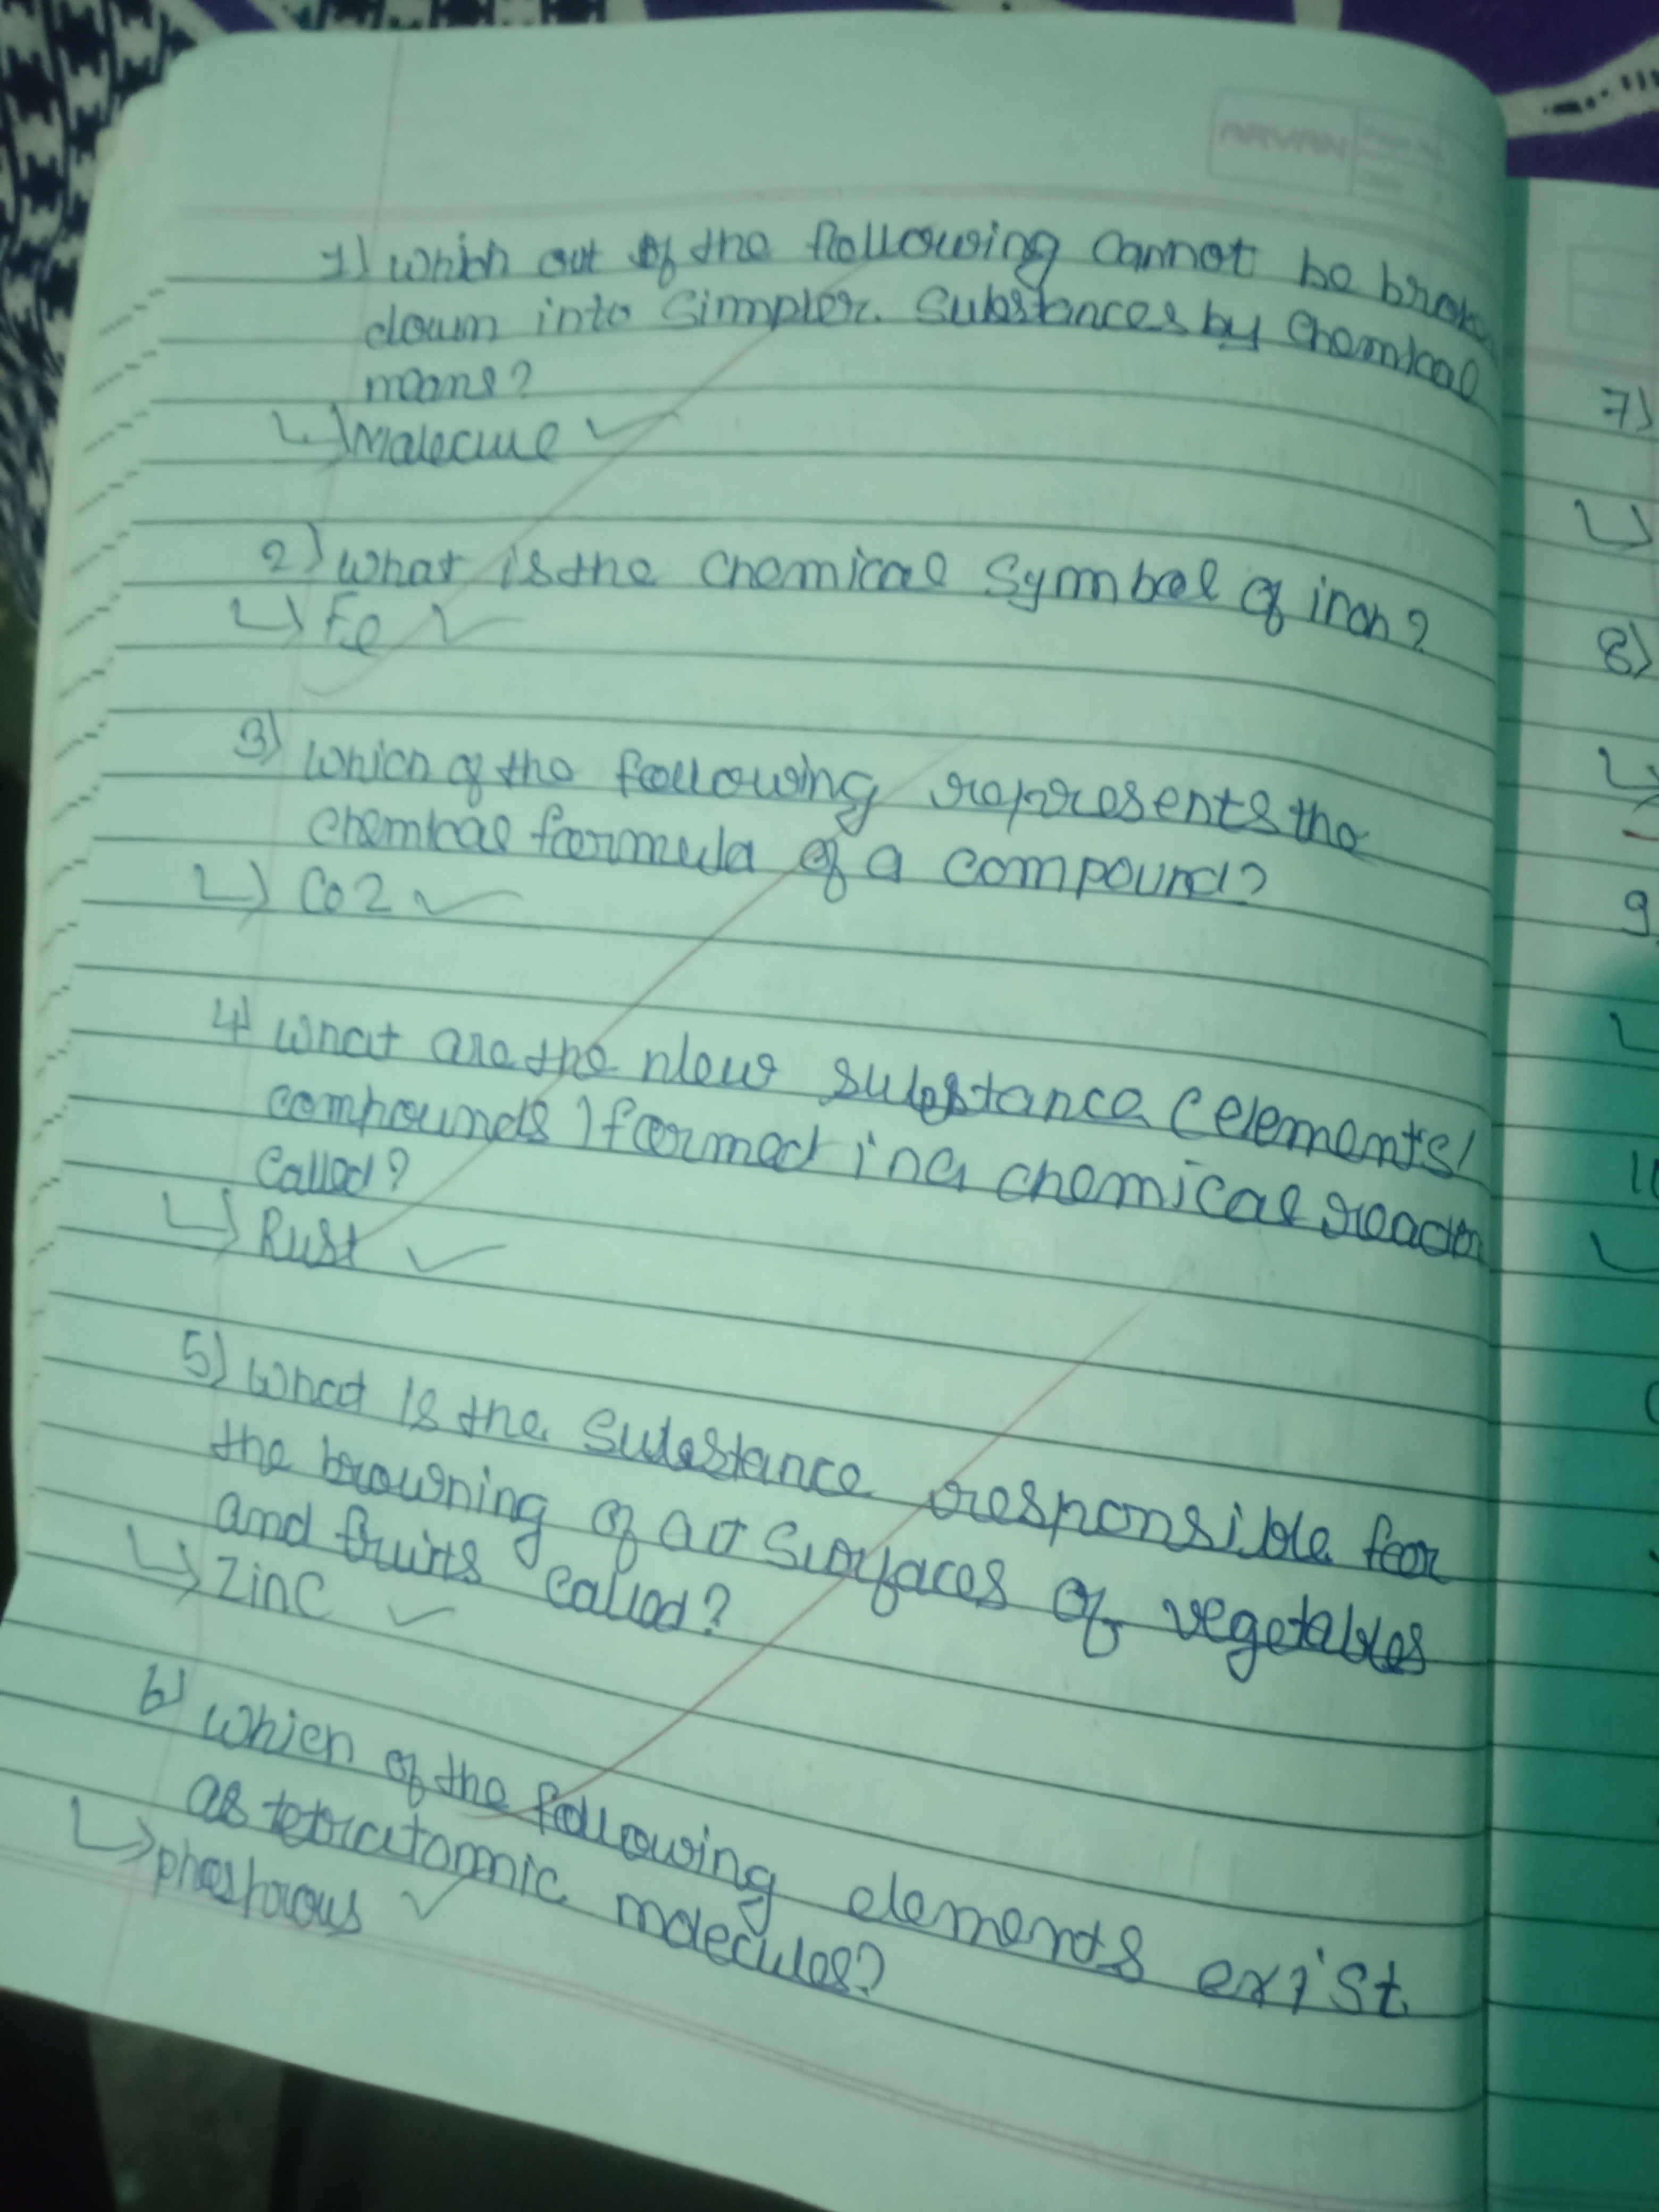 ARVAN
1) which out of the following cannot be broken
down into simpler substances by chemical
means?
↳ Malecule ✓
2) what is the chemical symbol of iron?
↳ Fe ✓
3) which of the following represents the
chemical formula of a compound?
↳ Co2 ✓
4) what are the new substance (elements/
compounds) formed in a chemical reaction
called?
↳ Rust ✓
5) what is the substance responsible for
the browning of cut surfaces of vegetables
and fruits called?
↳ Zinc ✓
6) which of the following elements exist
as tetratomic molecules?
↳ phosphorous ✓
7)
8)
9
10